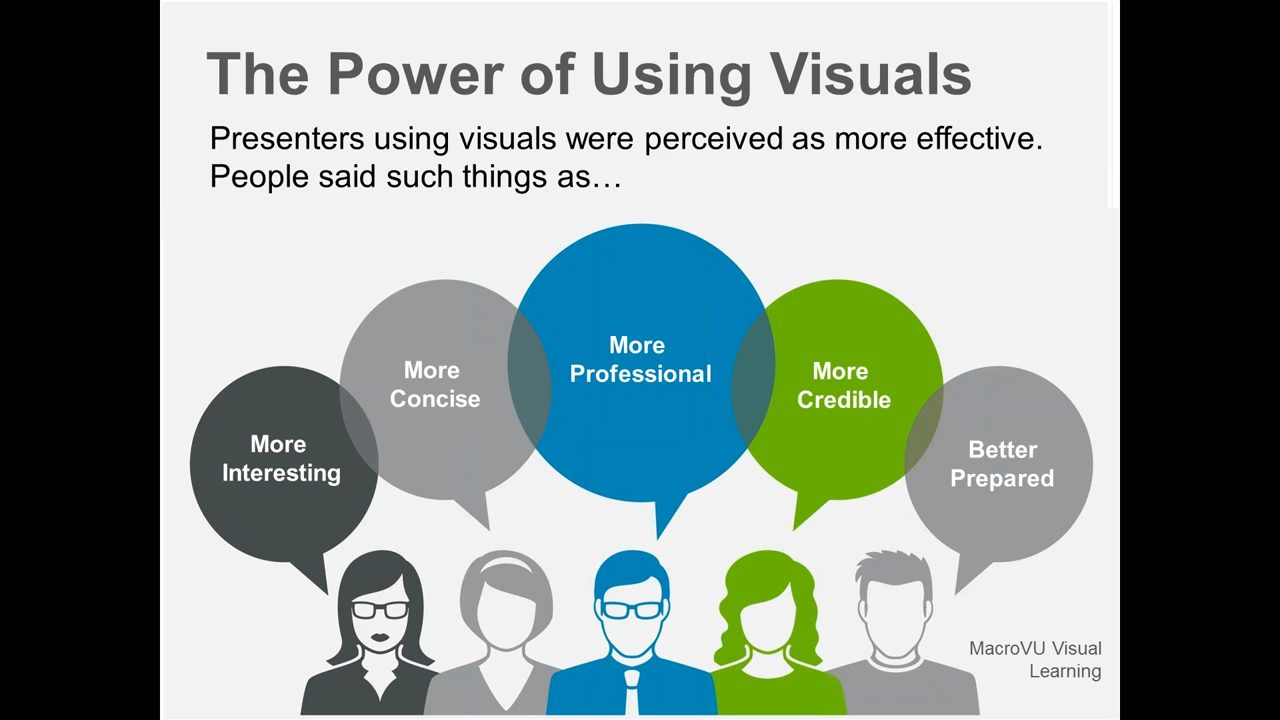 The Power of Using Visuals
Presenters using visuals were perceived as more effective.
People said such things as…
More
Interesting
More
Concise
More
Professional
More
Credible
Better
Prepared
MacroVU Visual
Learning